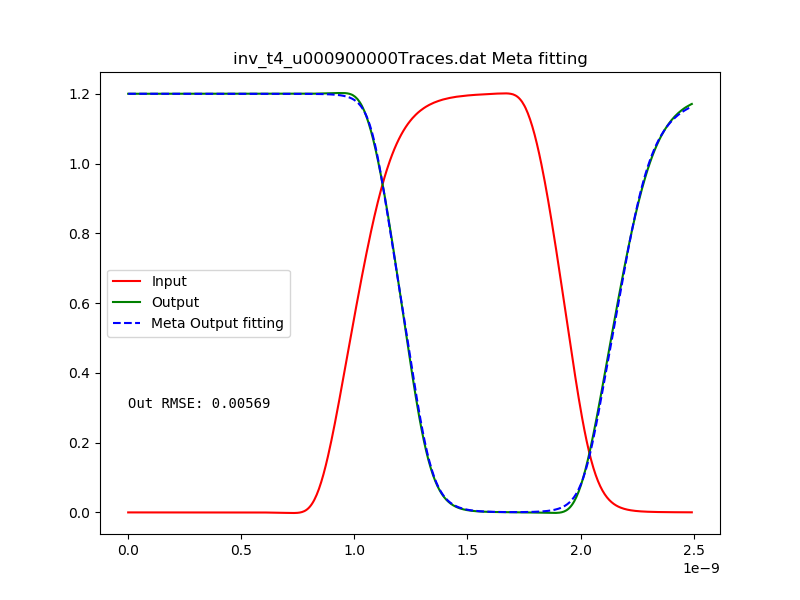 inv_t4_u000900000Traces.dat Meta fitting
1.2
1.0
0.8
0.6
0.4
0.2
0.0
Input
Output
Meta Output fitting
Out RMSE: 0.00569
0.0
0.5
1.0
1.5
2.0
2.5
1e−9